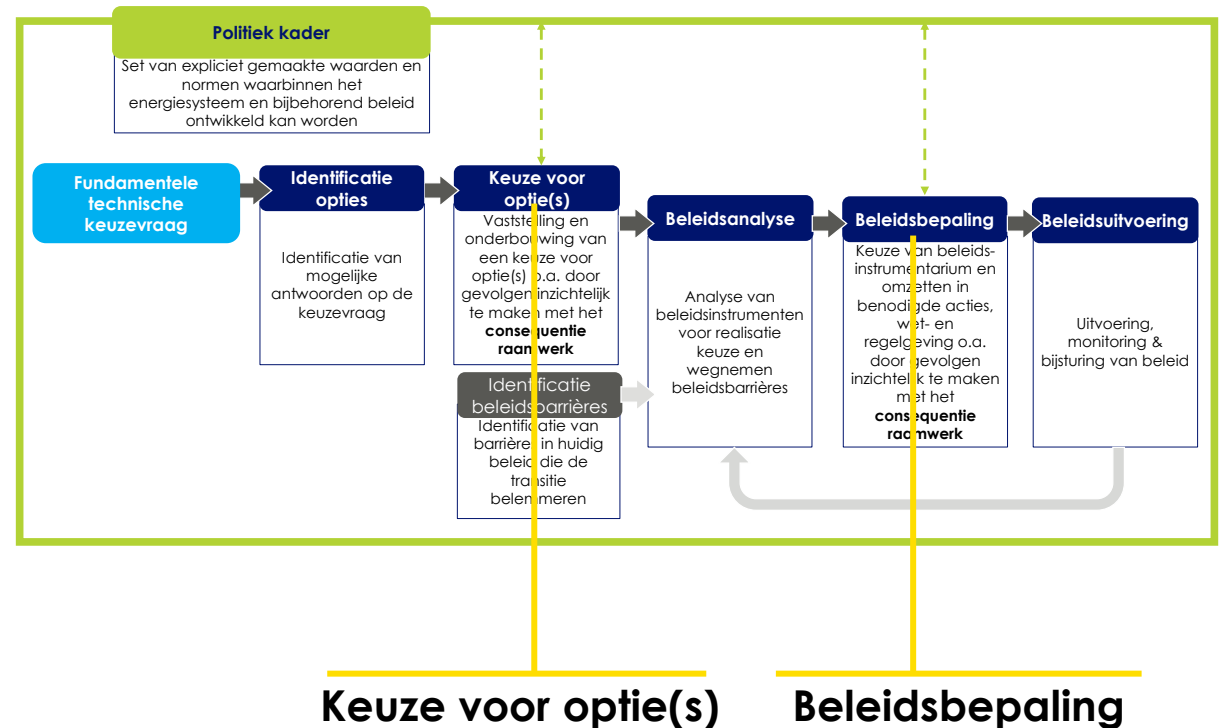 Politiek kader
Set van expliciet gemaakte waarden en
normen waarbinnen het
energiesysteem en bijbehorend beleid
ontwikkeld kan worden
Fundamentele
technische
keuzevraag
Identificatie
opties
Identificatie van
mogelijke
antwoorden op de
keuzevraag
Keuze voor
optie(s)
Vaststelling en
onderbouwing van
een keuze voor
optie(s) o.a. door
gevolgen inzichtelijk
te maken met het
consequentie
raamwerk
Identificatie
beleidsbarrières
Identificatie van
barrières in huidig
beleid die de
transitie
belemmeren
Beleidsanalyse
Analyse van
beleidsinstrumenten
voor realisatie
keuze en
wegnemen
beleidsbarrières
Beleidsbepaling
Keuze van beleids-
instrumentarium en
omzetten in
benodigde acties,
wet- en
regelgeving o.a.
door gevolgen
inzichtelijk te maken
met het
consequentie
raamwerk
Beleidsuitvoering
Uitvoering,
monitoring &
bijsturing van beleid
Keuze voor optie(s)
Beleidsbepaling